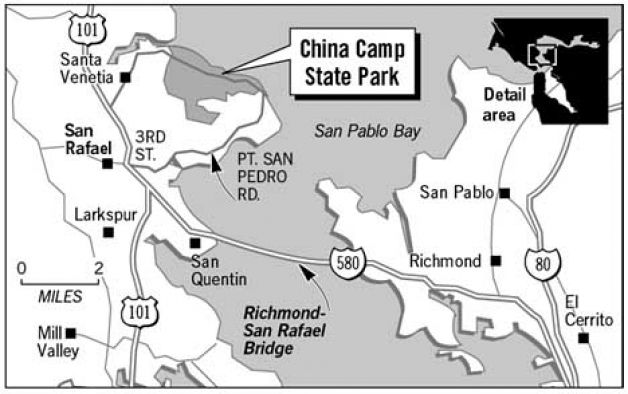 101
Santa
Venetia
China Camp
State Park
Detail
area
San Pablo Bay
San
Rafael
3RD
ST.
PT. SAN
PEDRO
RD.
San Pablo
Larkspur
San
Quentin
580
Richmond
80
0 2
MILES
101
Richmond-
San Rafael
Bridge
El
Cerrito
Mill
Valley